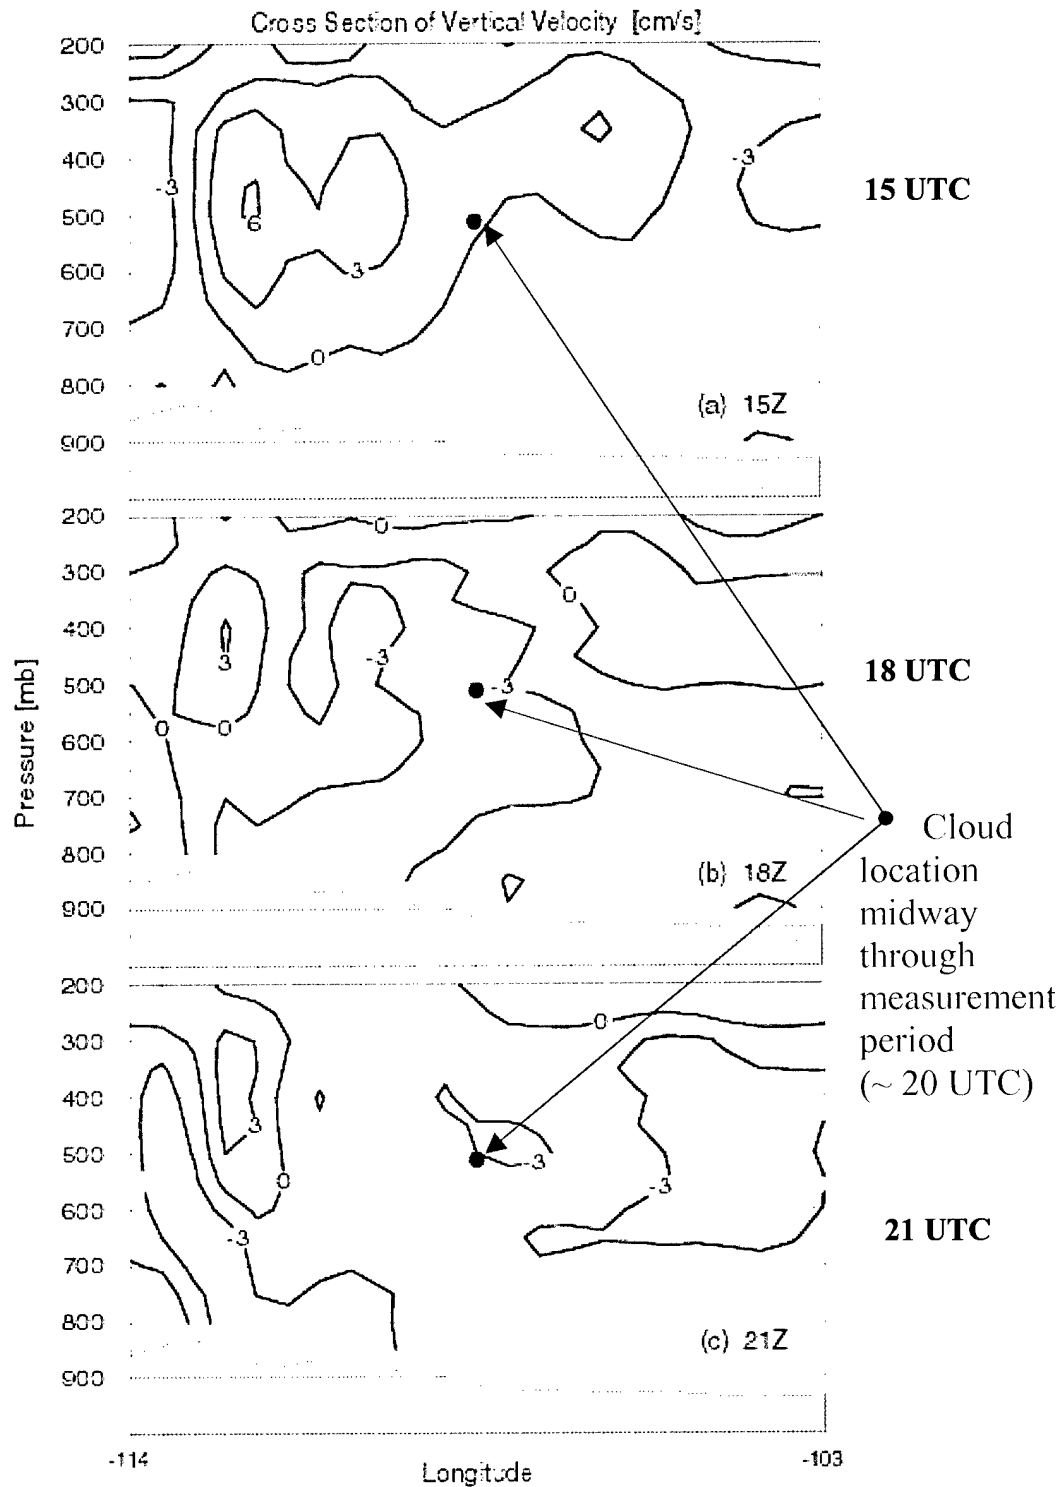 Cross Section of Vertical Velocity [cm/s]
200
300
400
500
600
700
800
900
-3
6
3
0
-3
(a) 15Z
15 UTC
200
300
400
500
600
700
800
900
0
0
3
-3
0
0
-3
(b) 18Z
18 UTC
Pressure [mb]
Cloud
location
midway
through
measurement
period
(~ 20 UTC)
200
300
400
500
600
700
800
900
0
3
0
-3
-3
-3
(c) 21Z
21 UTC
-114
-103
Longitude